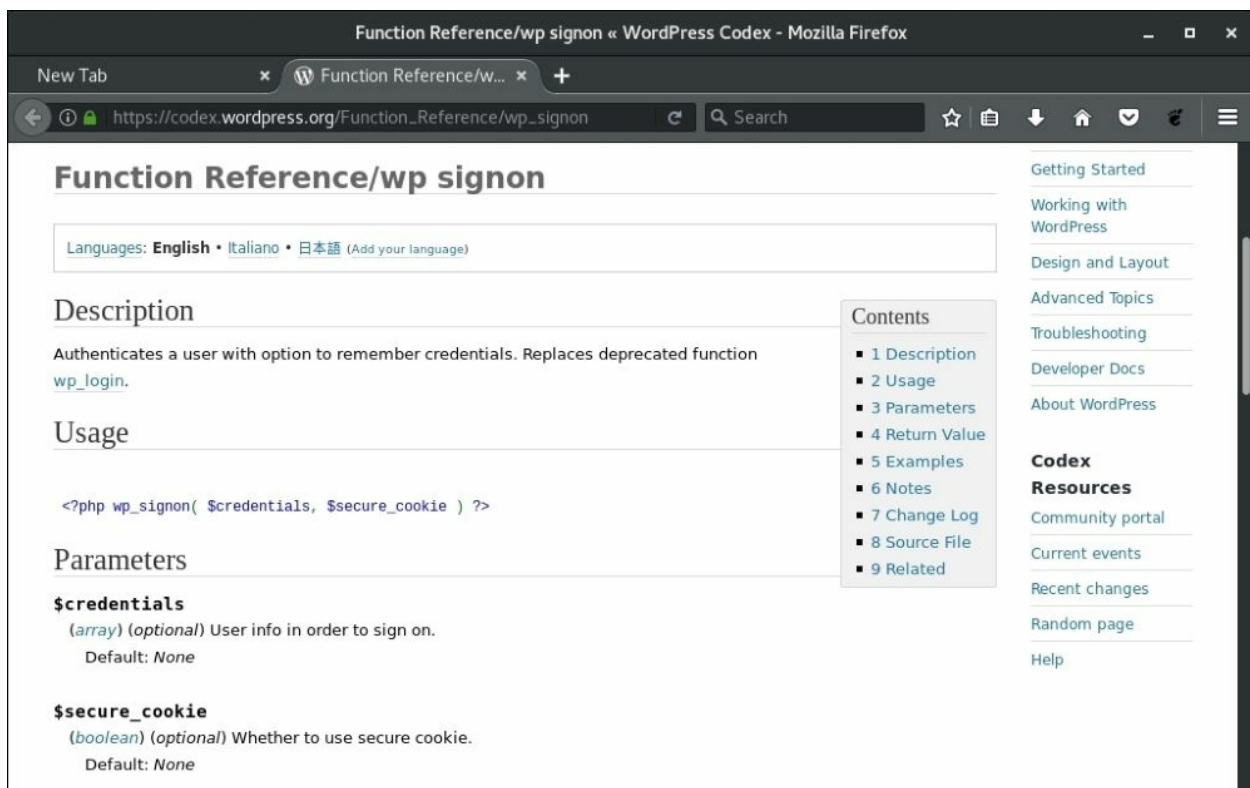 Function Reference/wp signon « WordPress Codex - Mozilla Firefox
New Tab
Function Reference/w...
https://codex.wordpress.org/Function_Reference/wp_signon
Search
Function Reference/wp signon
Languages: English • Italiano • 日本語 (Add your language)
Description
Authenticates a user with option to remember credentials. Replaces deprecated function
wp_login.
Usage
<?php wp_signon( $credentials, $secure_cookie ) ?>
Parameters
$credentials
(array) (optional) User info in order to sign on.
Default: None
$secure_cookie
(boolean) (optional) Whether to use secure cookie.
Default: None
Contents
1 Description
2 Usage
3 Parameters
4 Return Value
5 Examples
6 Notes
7 Change Log
8 Source File
9 Related
Getting Started
Working with
WordPress
Design and Layout
Advanced Topics
Troubleshooting
Developer Docs
About WordPress
Codex
Resources
Community portal
Current events
Recent changes
Random page
Help